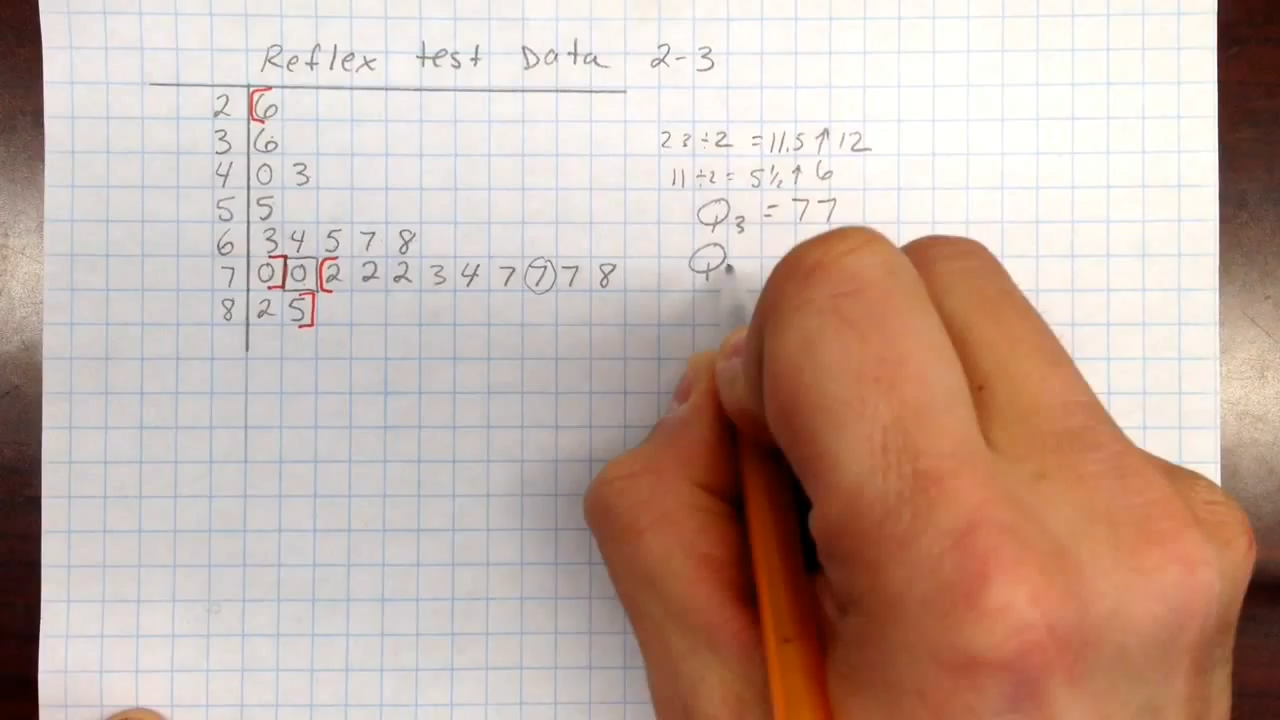 Reflex test Data 2-3
2 6
3 6
4 0 3
5 5
6 3 4 5 7 8
7 0 0 2 2 2 3 4 7 7 7 8
8 2 5
23 ÷ 2 = 11.5 ↑ 12
11 ÷ 2 = 5 ½ ↑ 6
Q3 = 77
Q